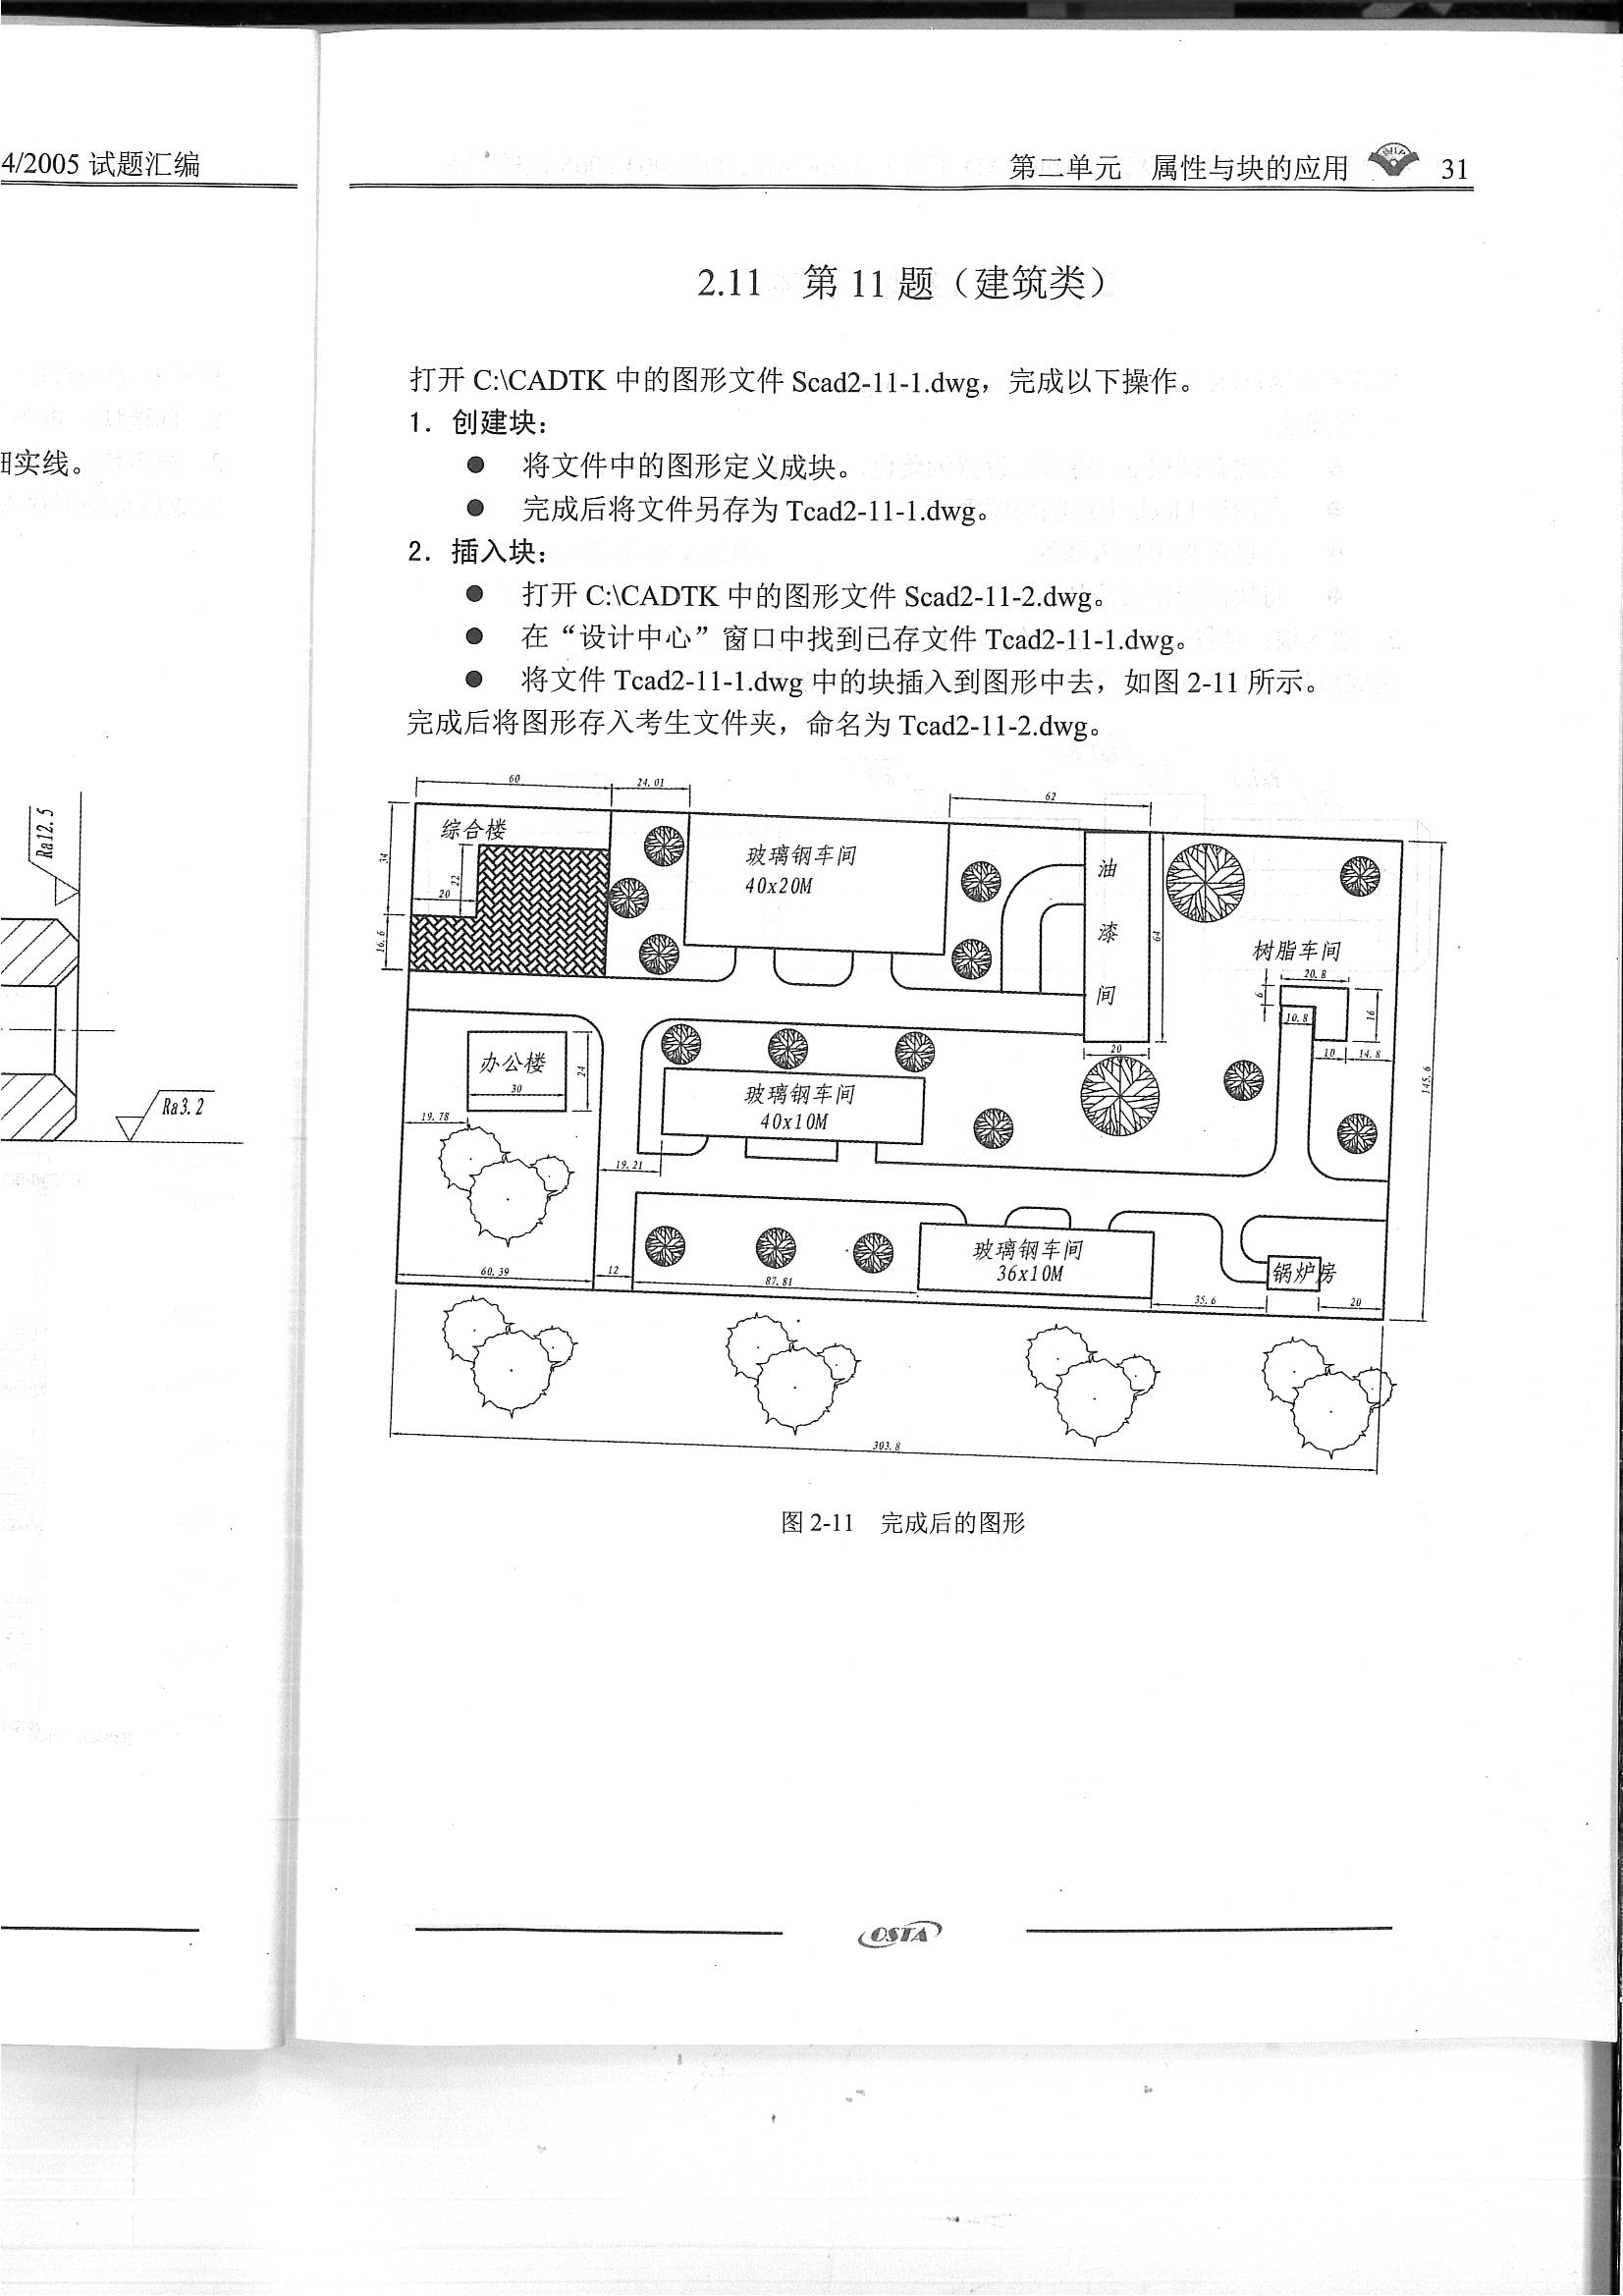 4/2005 试题汇编
细实线。
Ra12.5
Ra3.2
第二单元 属性与块的应用 31
2.11 第 11 题（建筑类）
打开 C:\CADTK 中的图形文件 Scad2-11-1.dwg，完成以下操作。
1．创建块：
● 将文件中的图形定义成块。
● 完成后将文件另存为 Tcad2-11-1.dwg。
2．插入块：
● 打开 C:\CADTK 中的图形文件 Scad2-11-2.dwg。
● 在“设计中心”窗口中找到已存文件 Tcad2-11-1.dwg。
● 将文件 Tcad2-11-1.dwg 中的块插入到图形中去，如图 2-11 所示。
完成后将图形存入考生文件夹，命名为 Tcad2-11-2.dwg。
60
24.01
62
综合楼
34
22
20
16.6
玻璃钢车间
40x20M
油
漆
间
64
20
树脂车间
20.8
6
10.8
16
10
14.8
145.6
办公楼
30
24
19.78
玻璃钢车间
40x10M
19.21
玻璃钢车间
36x10M
锅炉房
60.39
12
87.81
35.6
20
303.8
图 2-11 完成后的图形
OSTA